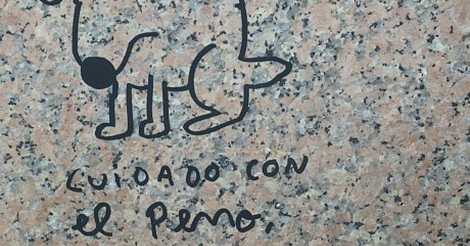 CUIDADO CON
el perro,